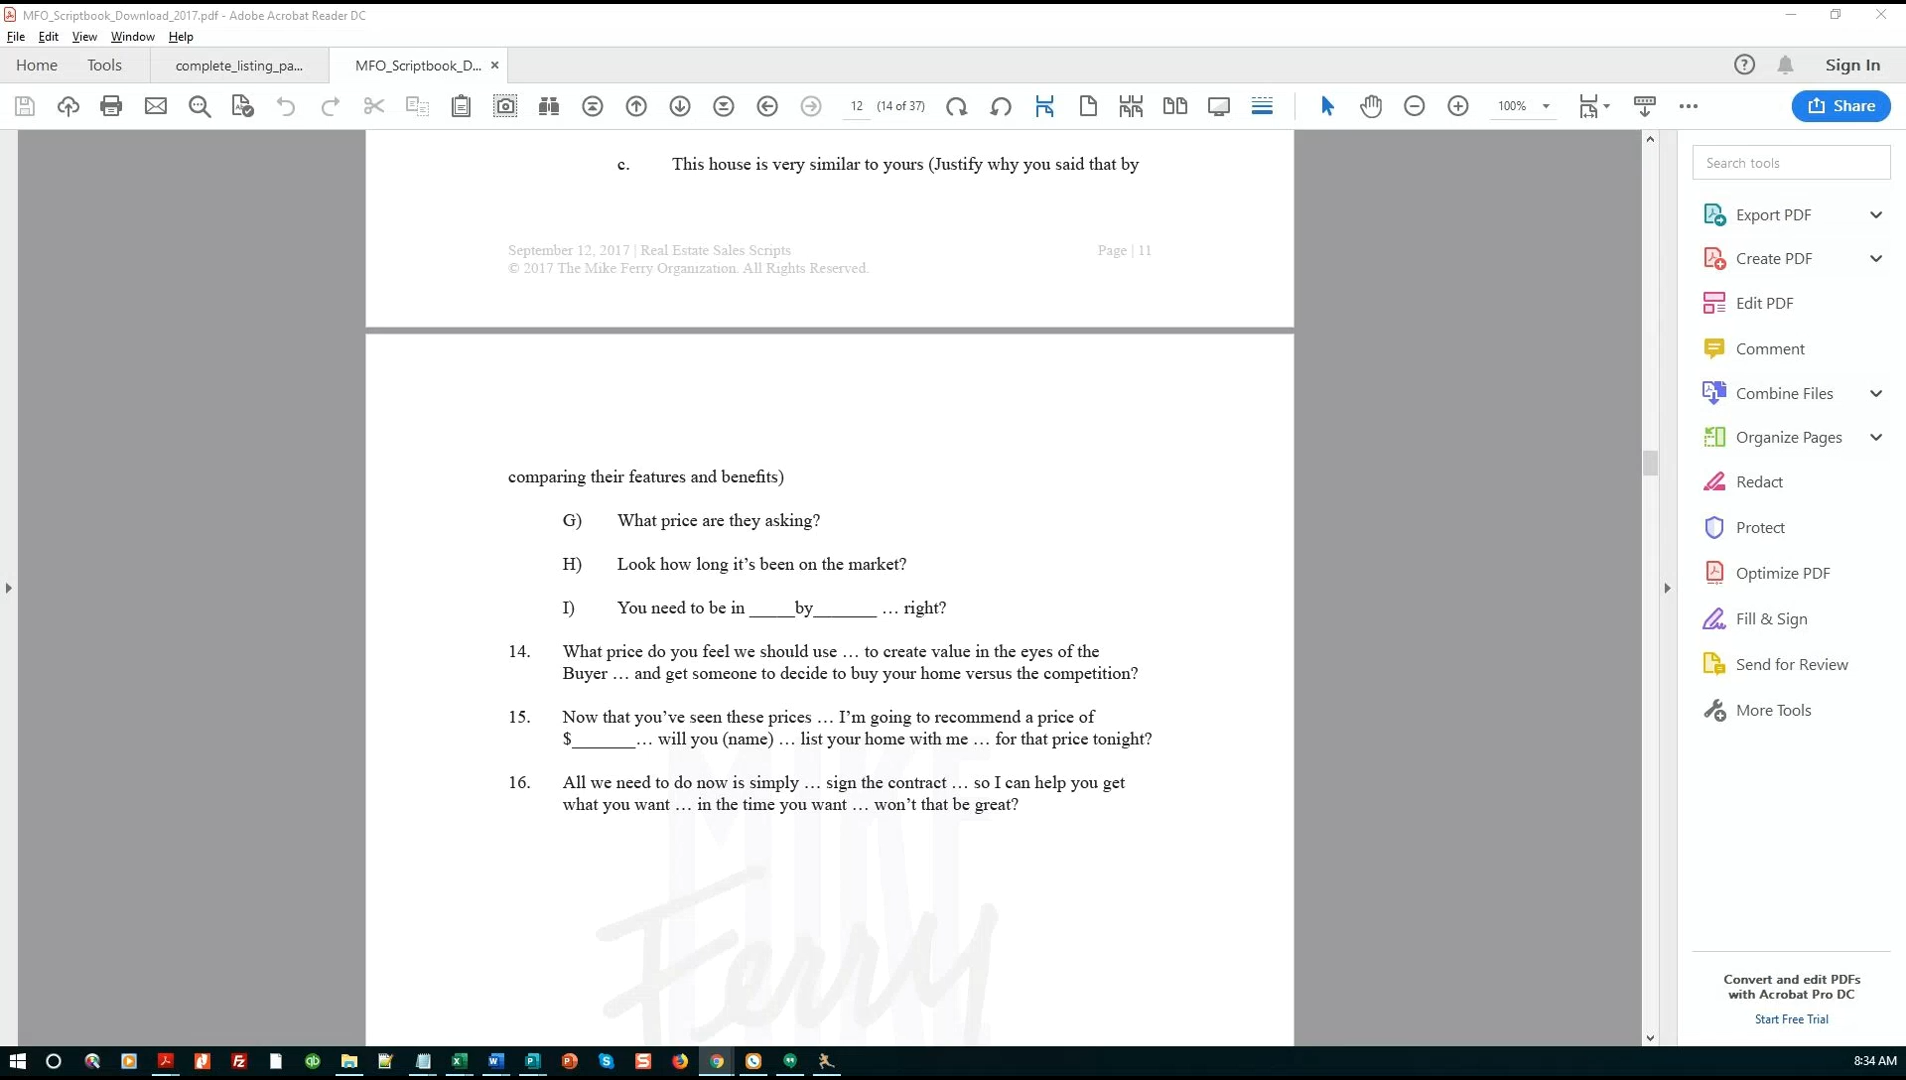 MFO_Scriptbook_Download_2017.pdf - Adobe Acrobat Reader DC
File Edit View Window Help
Home Tools complete_listing_pa... MFO_Scriptbook_D... × Sign In
12 (14 of 37) 100% Share
c. This house is very similar to yours (Justify why you said that by
September 12, 2017 | Real Estate Sales Scripts Page | 11
© 2017 The Mike Ferry Organization. All Rights Reserved.
comparing their features and benefits)
G) What price are they asking?
H) Look how long it’s been on the market?
I) You need to be in _____by_______ … right?
14. What price do you feel we should use … to create value in the eyes of the
Buyer … and get someone to decide to buy your home versus the competition?
15. Now that you’ve seen these prices … I’m going to recommend a price of
$_______… will you (name) … list your home with me … for that price tonight?
16. All we need to do now is simply … sign the contract … so I can help you get
what you want … in the time you want … won’t that be great?
MIKE
Ferry
Search tools
Export PDF
Create PDF
Edit PDF
Comment
Combine Files
Organize Pages
Redact
Protect
Optimize PDF
Fill & Sign
Send for Review
More Tools
Convert and edit PDFs
with Acrobat Pro DC
Start Free Trial
8:34 AM